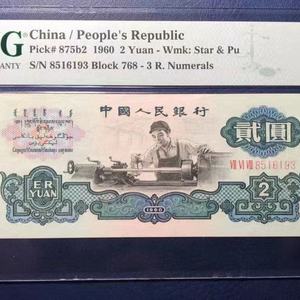 G
China / People's Republic
Pick# 875b2 1960 2 Yuan - Wmk: Star & Pu
ANTY
S/N 8516193 Block 768 - 3 R. Numerals
中國人民銀行
貳圓
VII VI VIII 8516193
ER
YUAN
1960
2